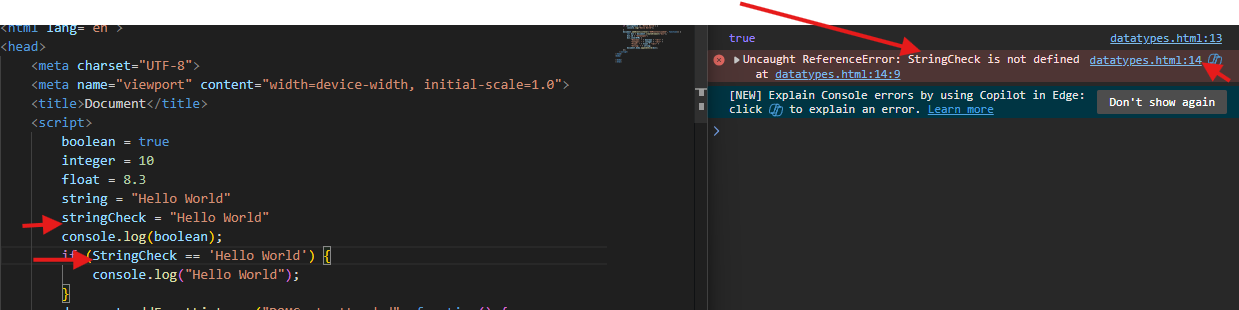 <html lang="en">
<head>
<meta charset="UTF-8">
<meta name="viewport" content="width=device-width, initial-scale=1.0">
<title>Document</title>
<script>
boolean = true
integer = 10
float = 8.3
string = "Hello World"
stringCheck = "Hello World"
console.log(boolean);
if (StringCheck == 'Hello World') {
console.log("Hello World");
}
true datatypes.html:13
Uncaught ReferenceError: StringCheck is not defined datatypes.html:14
at datatypes.html:14:9
[NEW] Explain Console errors by using Copilot in Edge:
click to explain an error. Learn more
Don't show again